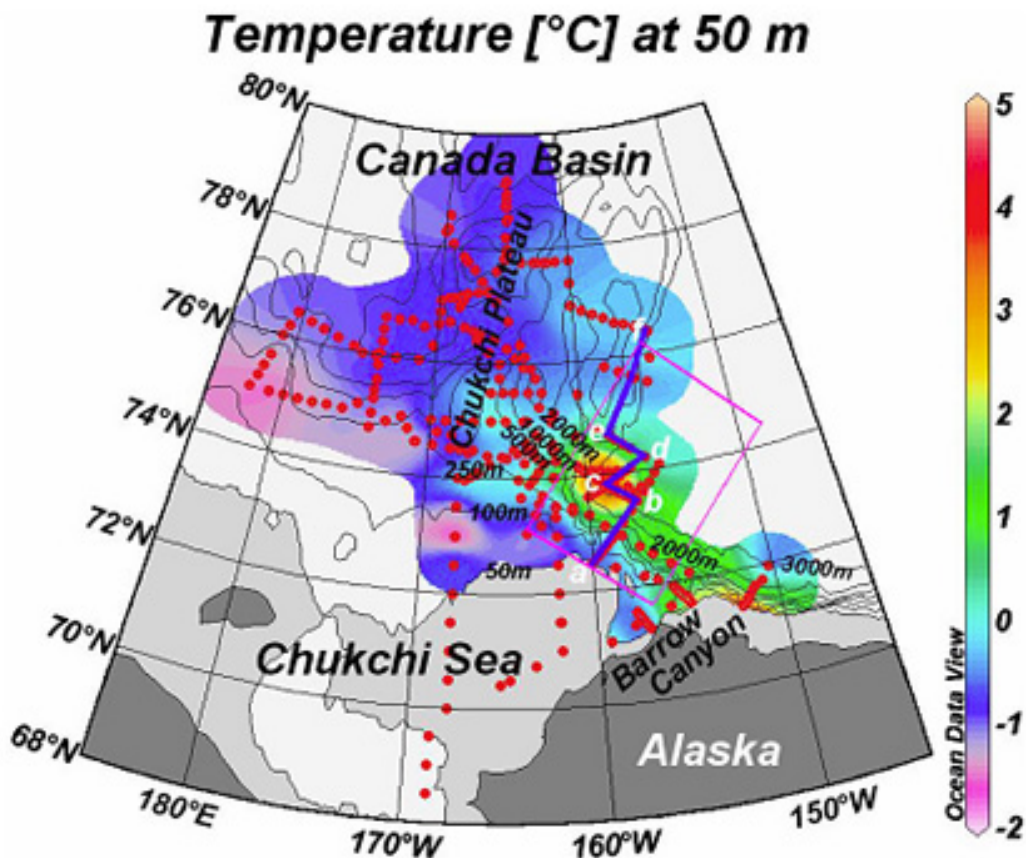 Temperature [°C] at 50 m
80°N
78°N
76°N
74°N
72°N
70°N
68°N
180°E
170°W
160°W
150°W
Canada Basin
Chukchi Plateau
f
e
d
c
b
a
2000m
1000m
500m
250m
100m
50m
2000m
3000m
Chukchi Sea
Barrow
Canyon
Alaska
5
4
3
2
1
0
-1
-2
Ocean Data View